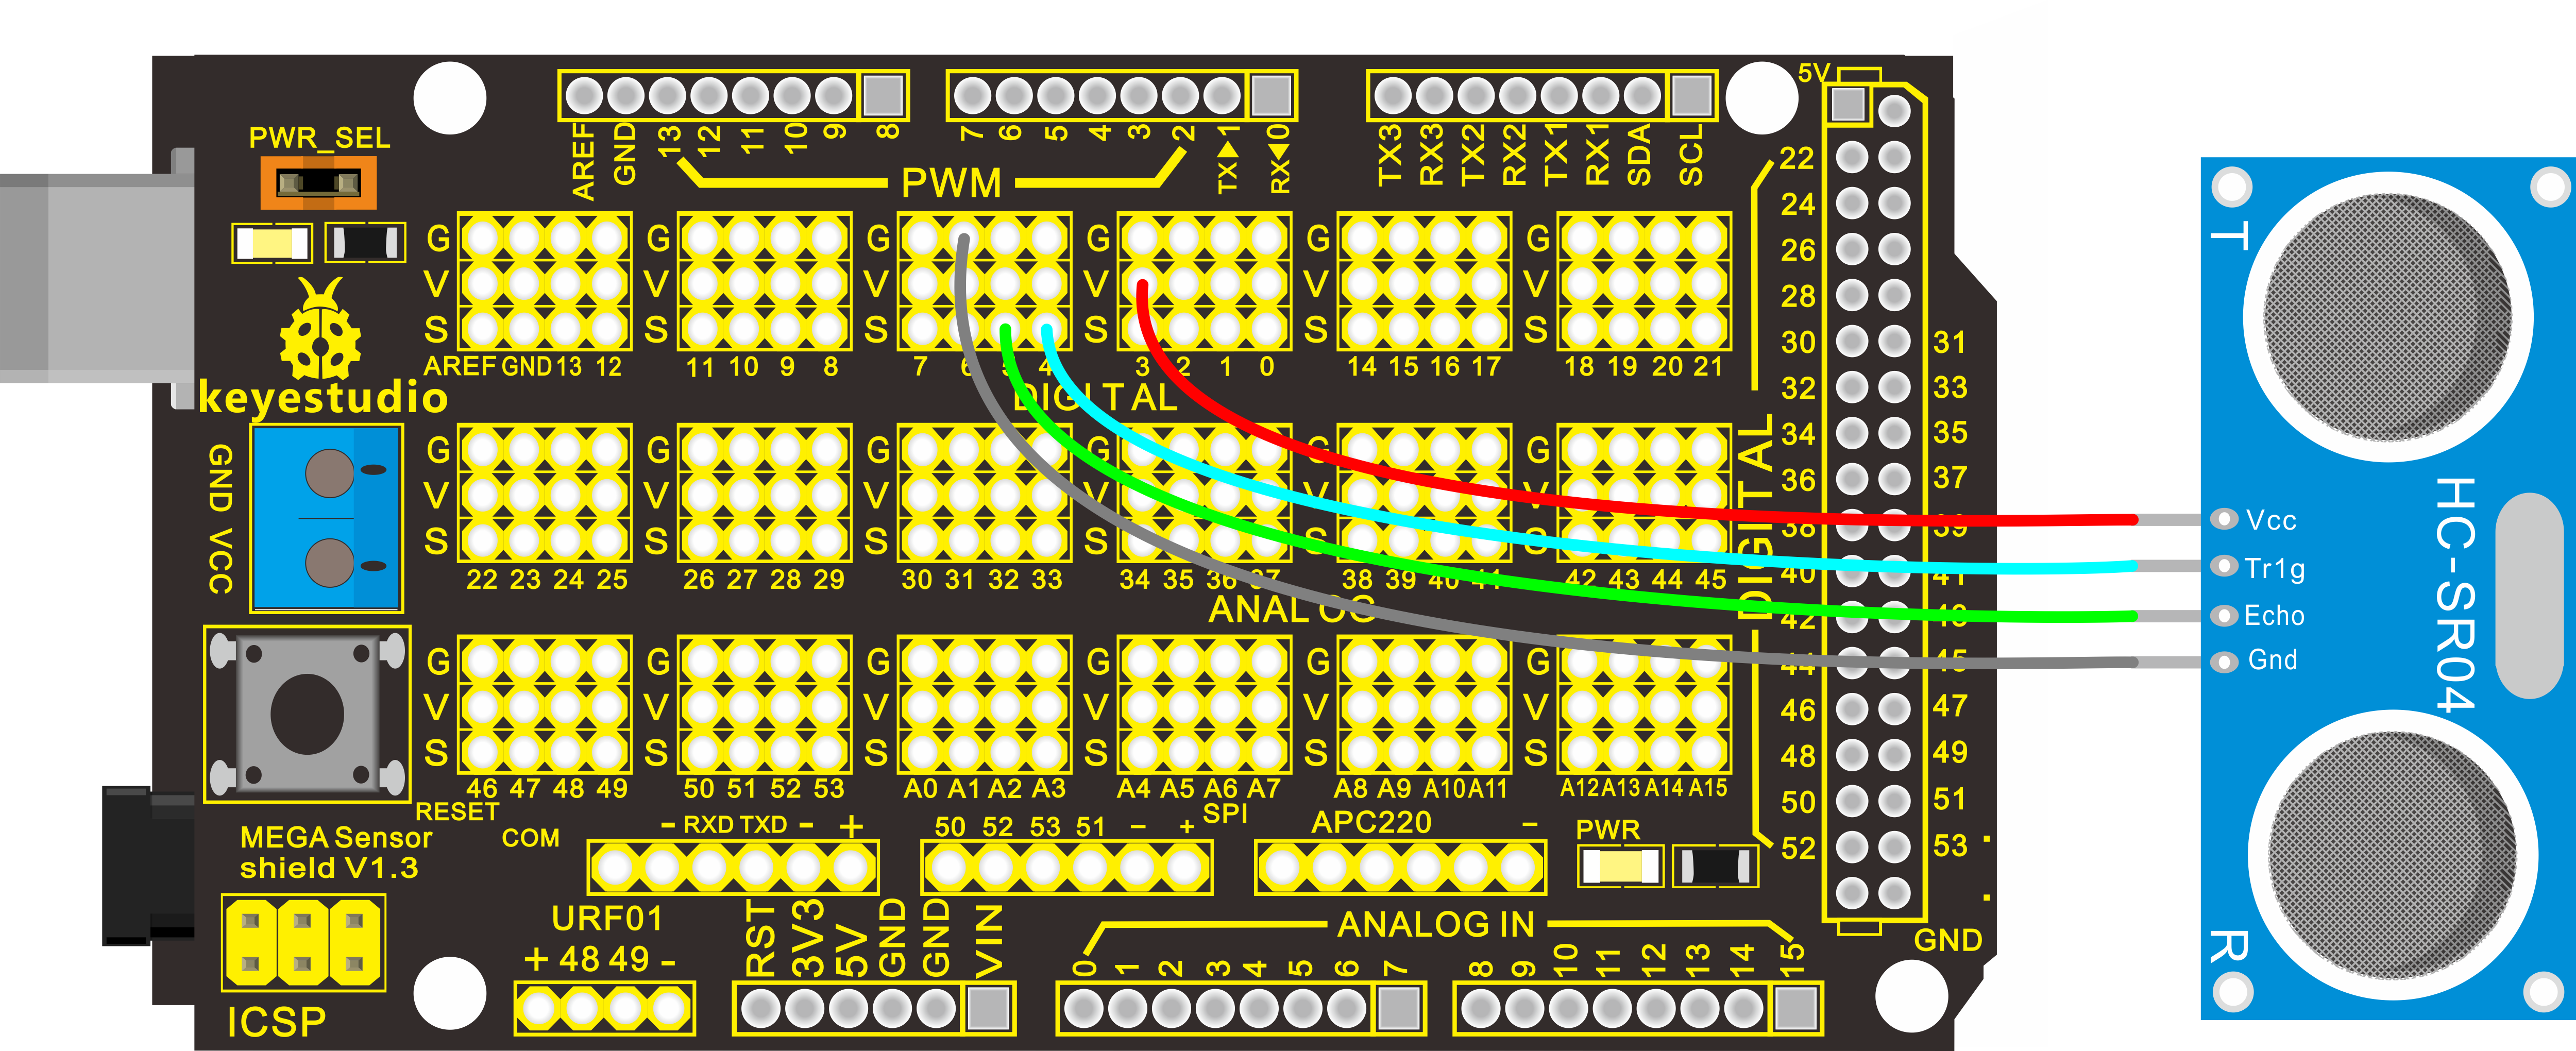 5V
PWR_SEL
AREF GND 13 12 11 10 9 8
7 6 5 4 3 2 TX▶1 RX◀0
TX3 RX3 TX2 RX2 TX1 RX1 SDA SCL
PWM
G G G G G G
V V V V V V
S S S S S S
AREF GND 13 12
11 10 9 8
7 6 5 4
3 2 1 0
14 15 16 17
18 19 20 21
keyestudio
DIGITAL
GND VCC
G G G G G G
V V V V V V
S S S S S S
22 23 24 25
26 27 28 29
30 31 32 33
34 35 36 37
38 39 40 41
42 43 44 45
ANALOG
G G G G G G
V V V V V V
S S S S S S
46 47 48 49
50 51 52 53
A0 A1 A2 A3
A4 A5 A6 A7
A8 A9 A10 A11
A12 A13 A14 A15
RESET
MEGA Sensor
shield V1.3
COM
- RXD TXD - +
SPI
50 52 53 51 - +
APC220 -
PWR
URF01
+ 48 49 -
ICSP
RST 3V3 5V GND GND VIN
ANALOG IN
0 1 2 3 4 5 6 7
8 9 10 11 12 13 14 15
DIGITAL
22
24
26
28
30 31
32 33
34 35
36 37
38 39
40 41
42 43
44 45
46 47
48 49
50 51
52 53
GND
T
Vcc
Tr1g
Echo
Gnd
HC-SR04
R